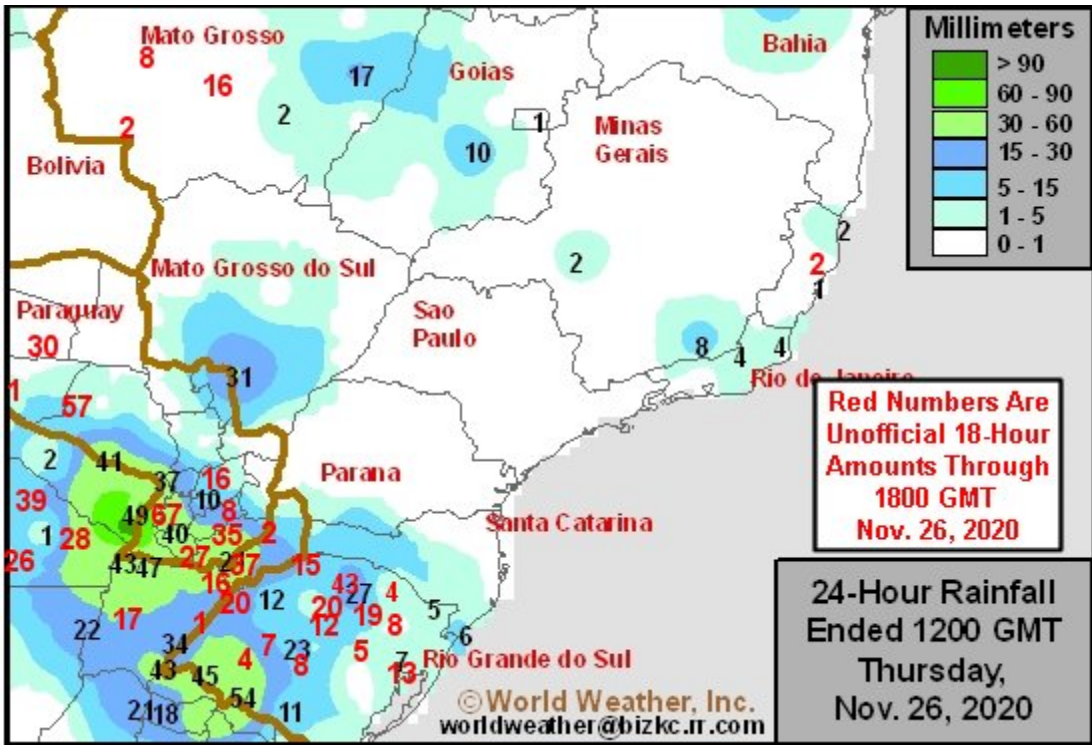 Mato Grosso
8
16
17
Goias
Bahia
2
2
1
Minas
Gerais
10
Bolivia
2
2
2
1
Mato Grosso do Sul
Paraguay
30
Sao
Paulo
8
4
4
Rio de Janeiro
31
1
57
2
41
37
16
10
8
Parana
39
49
67
1
28
40
35
2
Santa Catarina
26
43
47
27
37
15
16
20
12
43
27
4
20
19
12
8
5
6
17
22
1
34
7
23
4
8
5
7
13
Rio Grande do Sul
43
45
54
21
18
11
©World Weather, Inc.
worldweather@bizkc.rr.com
Millimeters
> 90
60 - 90
30 - 60
15 - 30
5 - 15
1 - 5
0 - 1
Red Numbers Are
Unofficial 18-Hour
Amounts Through
1800 GMT
Nov. 26, 2020
24-Hour Rainfall
Ended 1200 GMT
Thursday,
Nov. 26, 2020